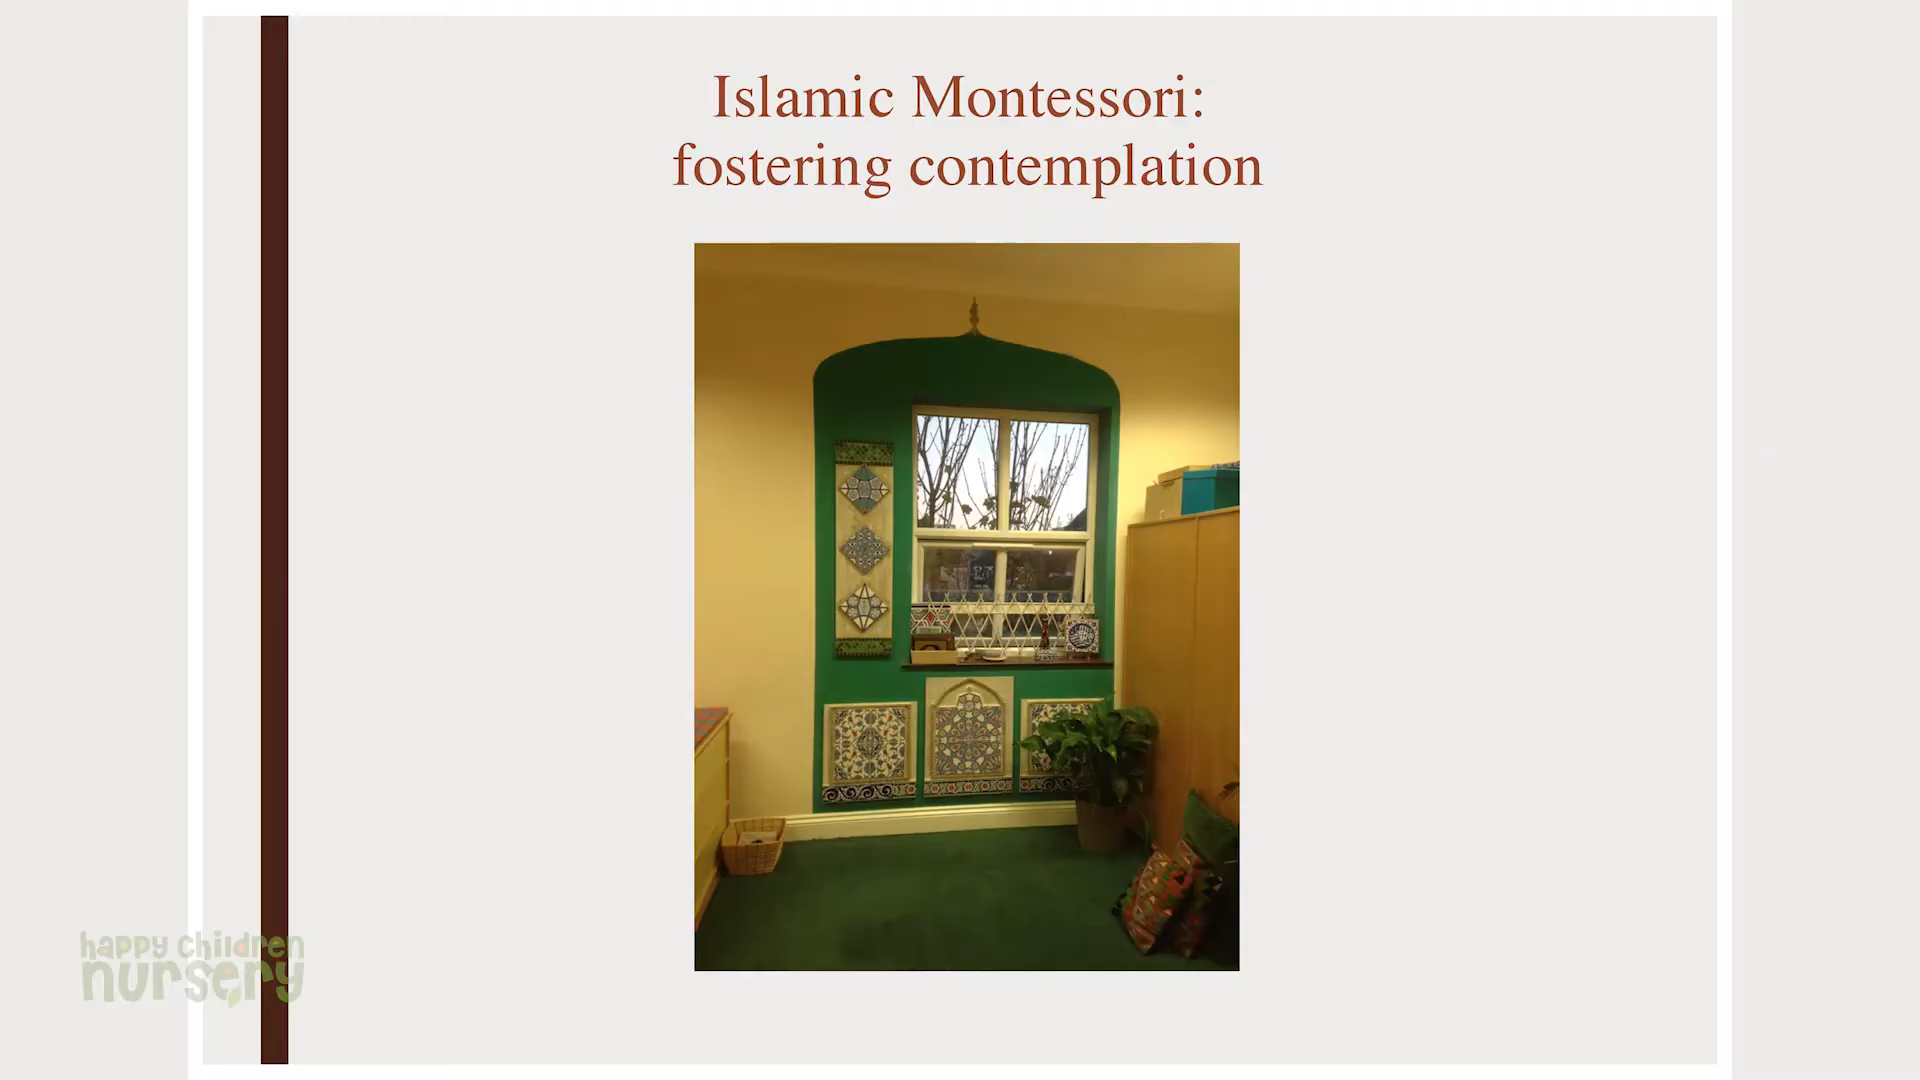 Islamic Montessori:
fostering contemplation
happy children
nursery